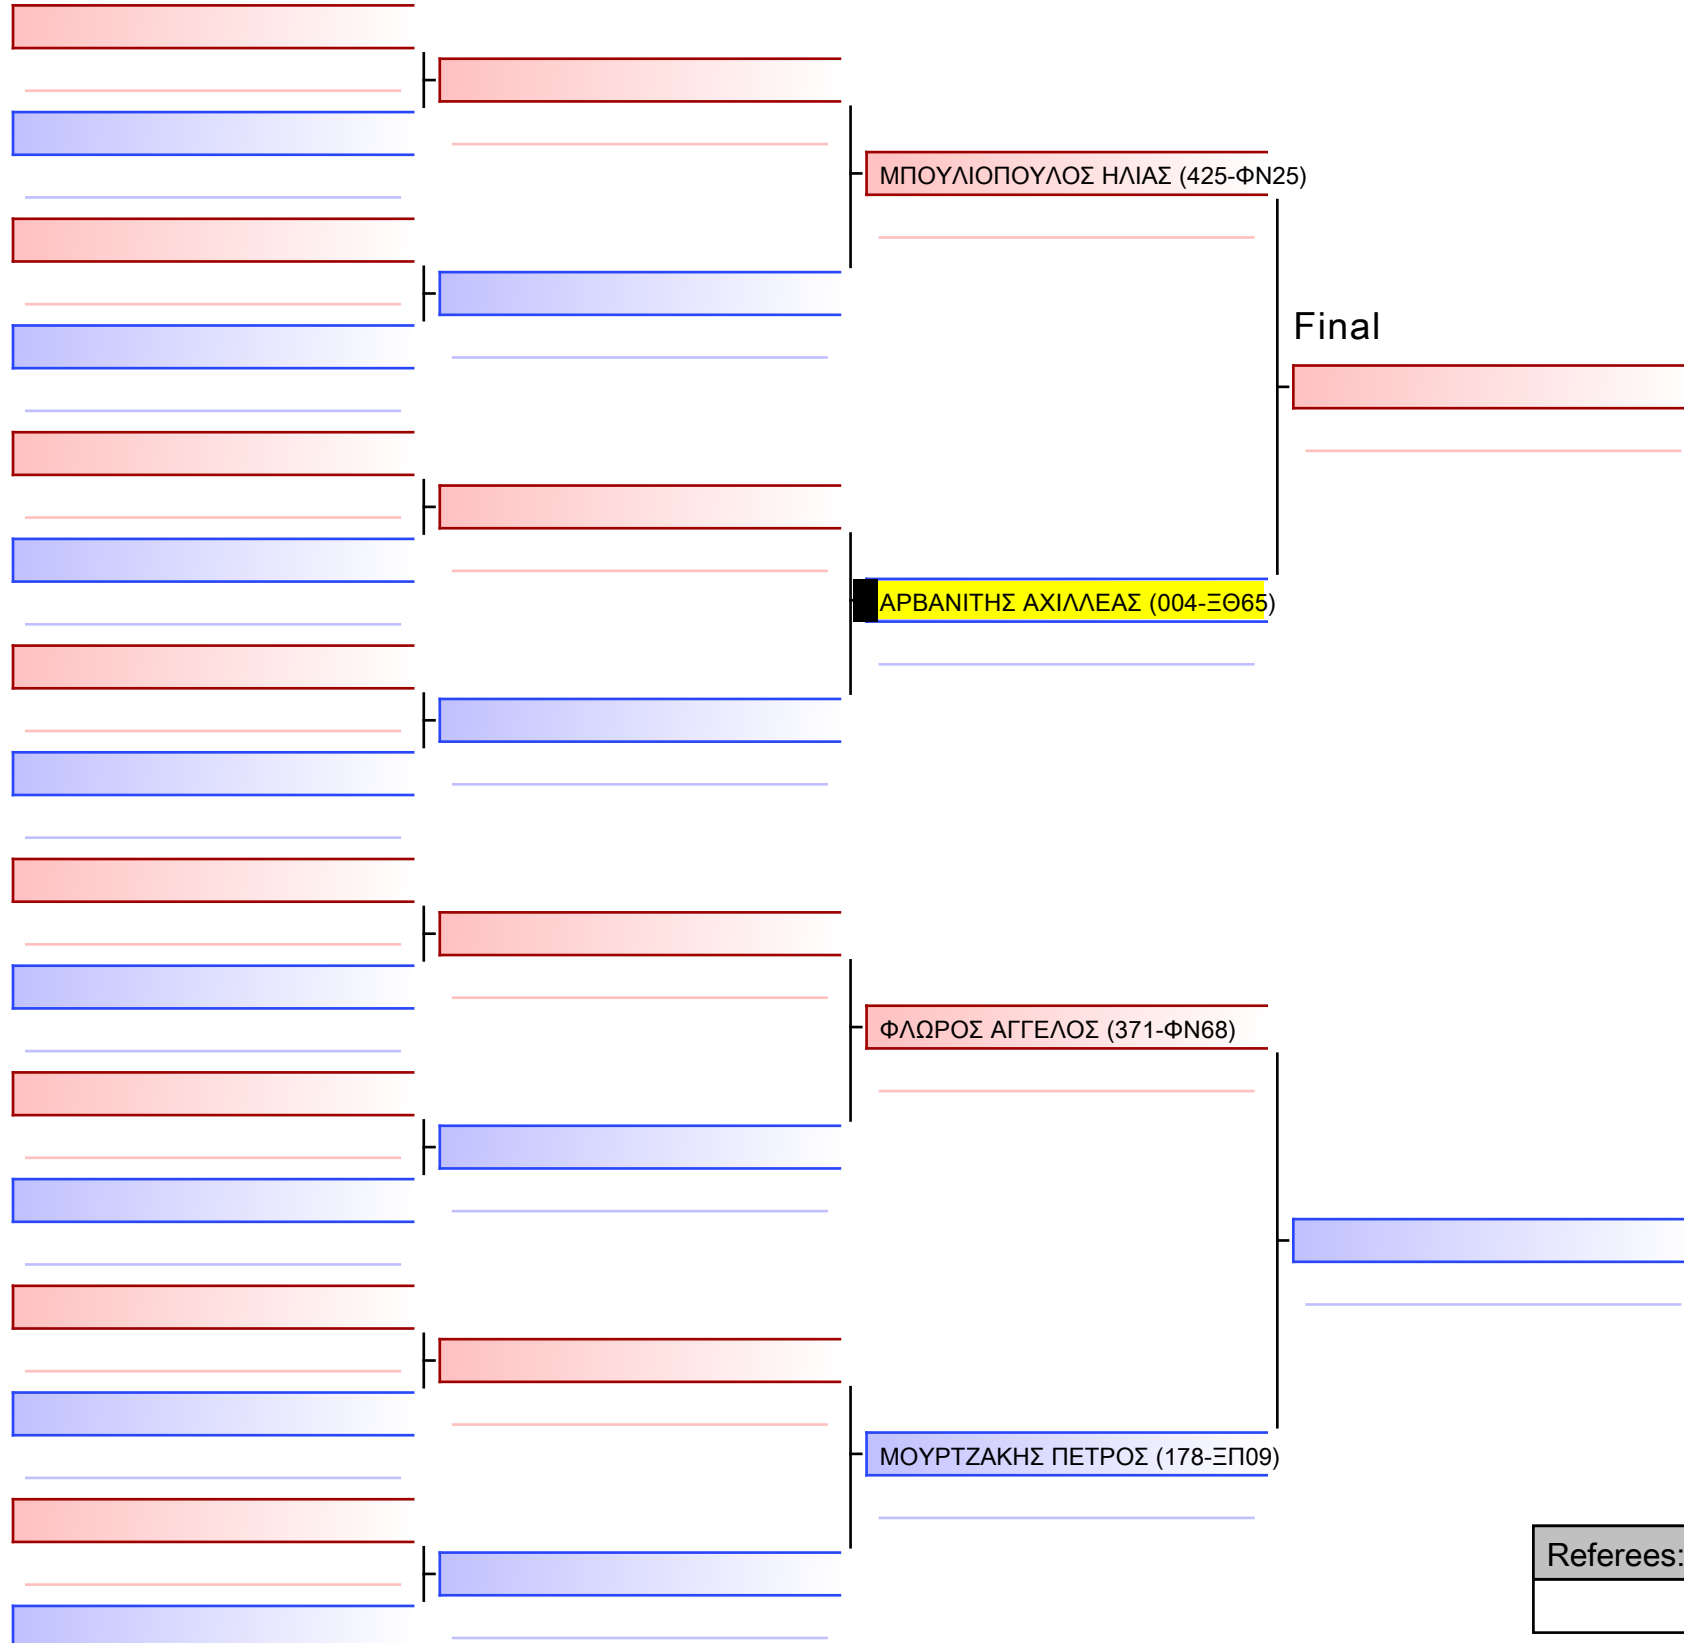 ΜΠΟΥΛΙΟΠΟΥΛΟΣ ΗΛΙΑΣ (425-ΦΝ25)
Final
ΑΡΒΑΝΙΤΗΣ ΑΧΙΛΛΕΑΣ (004-ΞΘ65)
ΦΛΩΡΟΣ ΑΓΓΕΛΟΣ (371-ΦΝ68)
ΜΟΥΡΤΖΑΚΗΣ ΠΕΤΡΟΣ (178-ΞΠ09)
Referees: